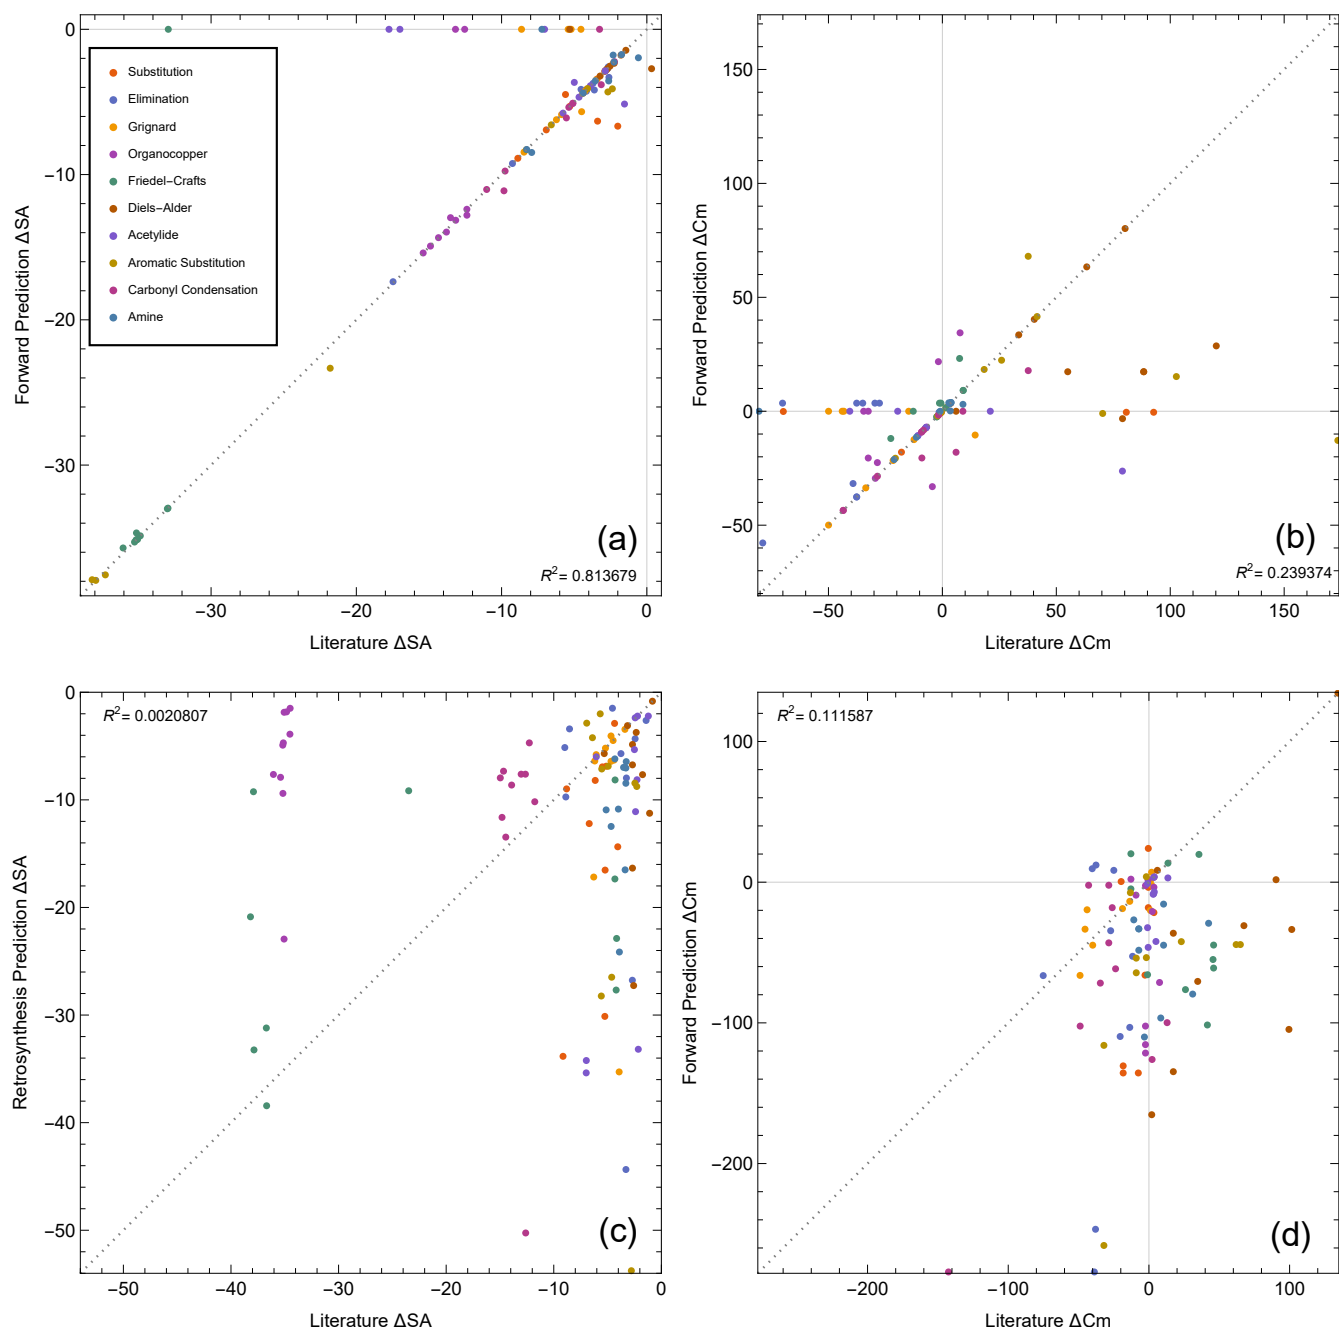 0
−10
−20
−30
Forward Prediction ΔSA
Substitution
Elimination
Grignard
Organocopper
Friedel–Crafts
Diels–Alder
Acetylide
Aromatic Substitution
Carbonyl Condensation
Amine
(a)
R²= 0.813679
−30 −20 −10 0
Literature ΔSA
150
100
50
0
−50
Forward Prediction ΔCm
(b)
R²= 0.239374
−50 0 50 100 150
Literature ΔCm
0
−10
−20
−30
−40
−50
Retrosynthesis Prediction ΔSA
R²= 0.0020807
(c)
−50 −40 −30 −20 −10 0
Literature ΔSA
100
0
−100
−200
Forward Prediction ΔCm
R²= 0.111587
(d)
−200 −100 0 100
Literature ΔCm